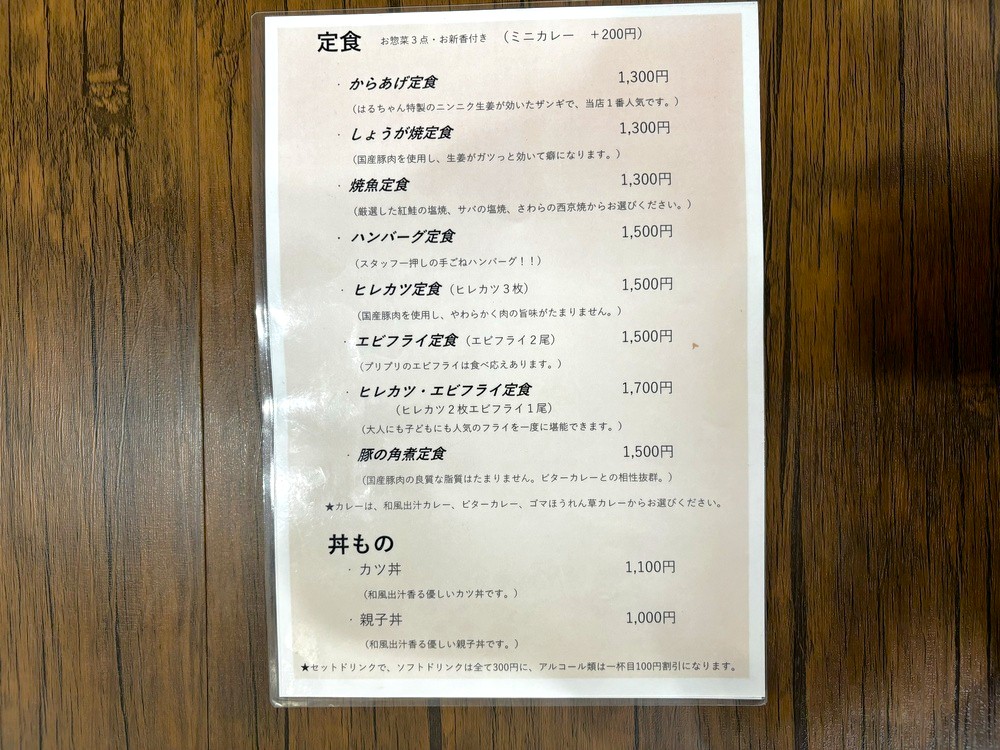 定食 お惣菜３点・お新香付き （ミニカレー ＋200円）
・からあげ定食 1,300円
（はるちゃん特製のニンニク生姜が効いたザンギで、当店１番人気です。）
・しょうが焼定食 1,300円
（国産豚肉を使用し、生姜がガツっと効いて癖になります。）
・焼魚定食 1,300円
（厳選した紅鮭の塩焼、サバの塩焼、さわらの西京焼からお選びください。）
・ハンバーグ定食 1,500円
（スタッフ一押しの手ごねハンバーグ！！）
・ヒレカツ定食（ヒレカツ３枚） 1,500円
（国産豚肉を使用し、やわらかく肉の旨味がたまりません。）
・エビフライ定食（エビフライ２尾） 1,500円
（プリプリのエビフライは食べ応えあります。）
・ヒレカツ・エビフライ定食 1,700円
（ヒレカツ２枚エビフライ１尾）
（大人にも子どもにも人気のフライを一度に堪能できます。）
・豚の角煮定食 1,500円
（国産豚肉の良質な脂質はたまりません。ビターカレーとの相性抜群。）
★カレーは、和風出汁カレー、ビターカレー、ゴマほうれん草カレーからお選びください。
丼もの
・カツ丼 1,100円
（和風出汁香る優しいカツ丼です。）
・親子丼 1,000円
（和風出汁香る優しい親子丼です。）
★セットドリンクで、ソフトドリンクは全て300円に、アルコール類は一杯目100円割引になります。